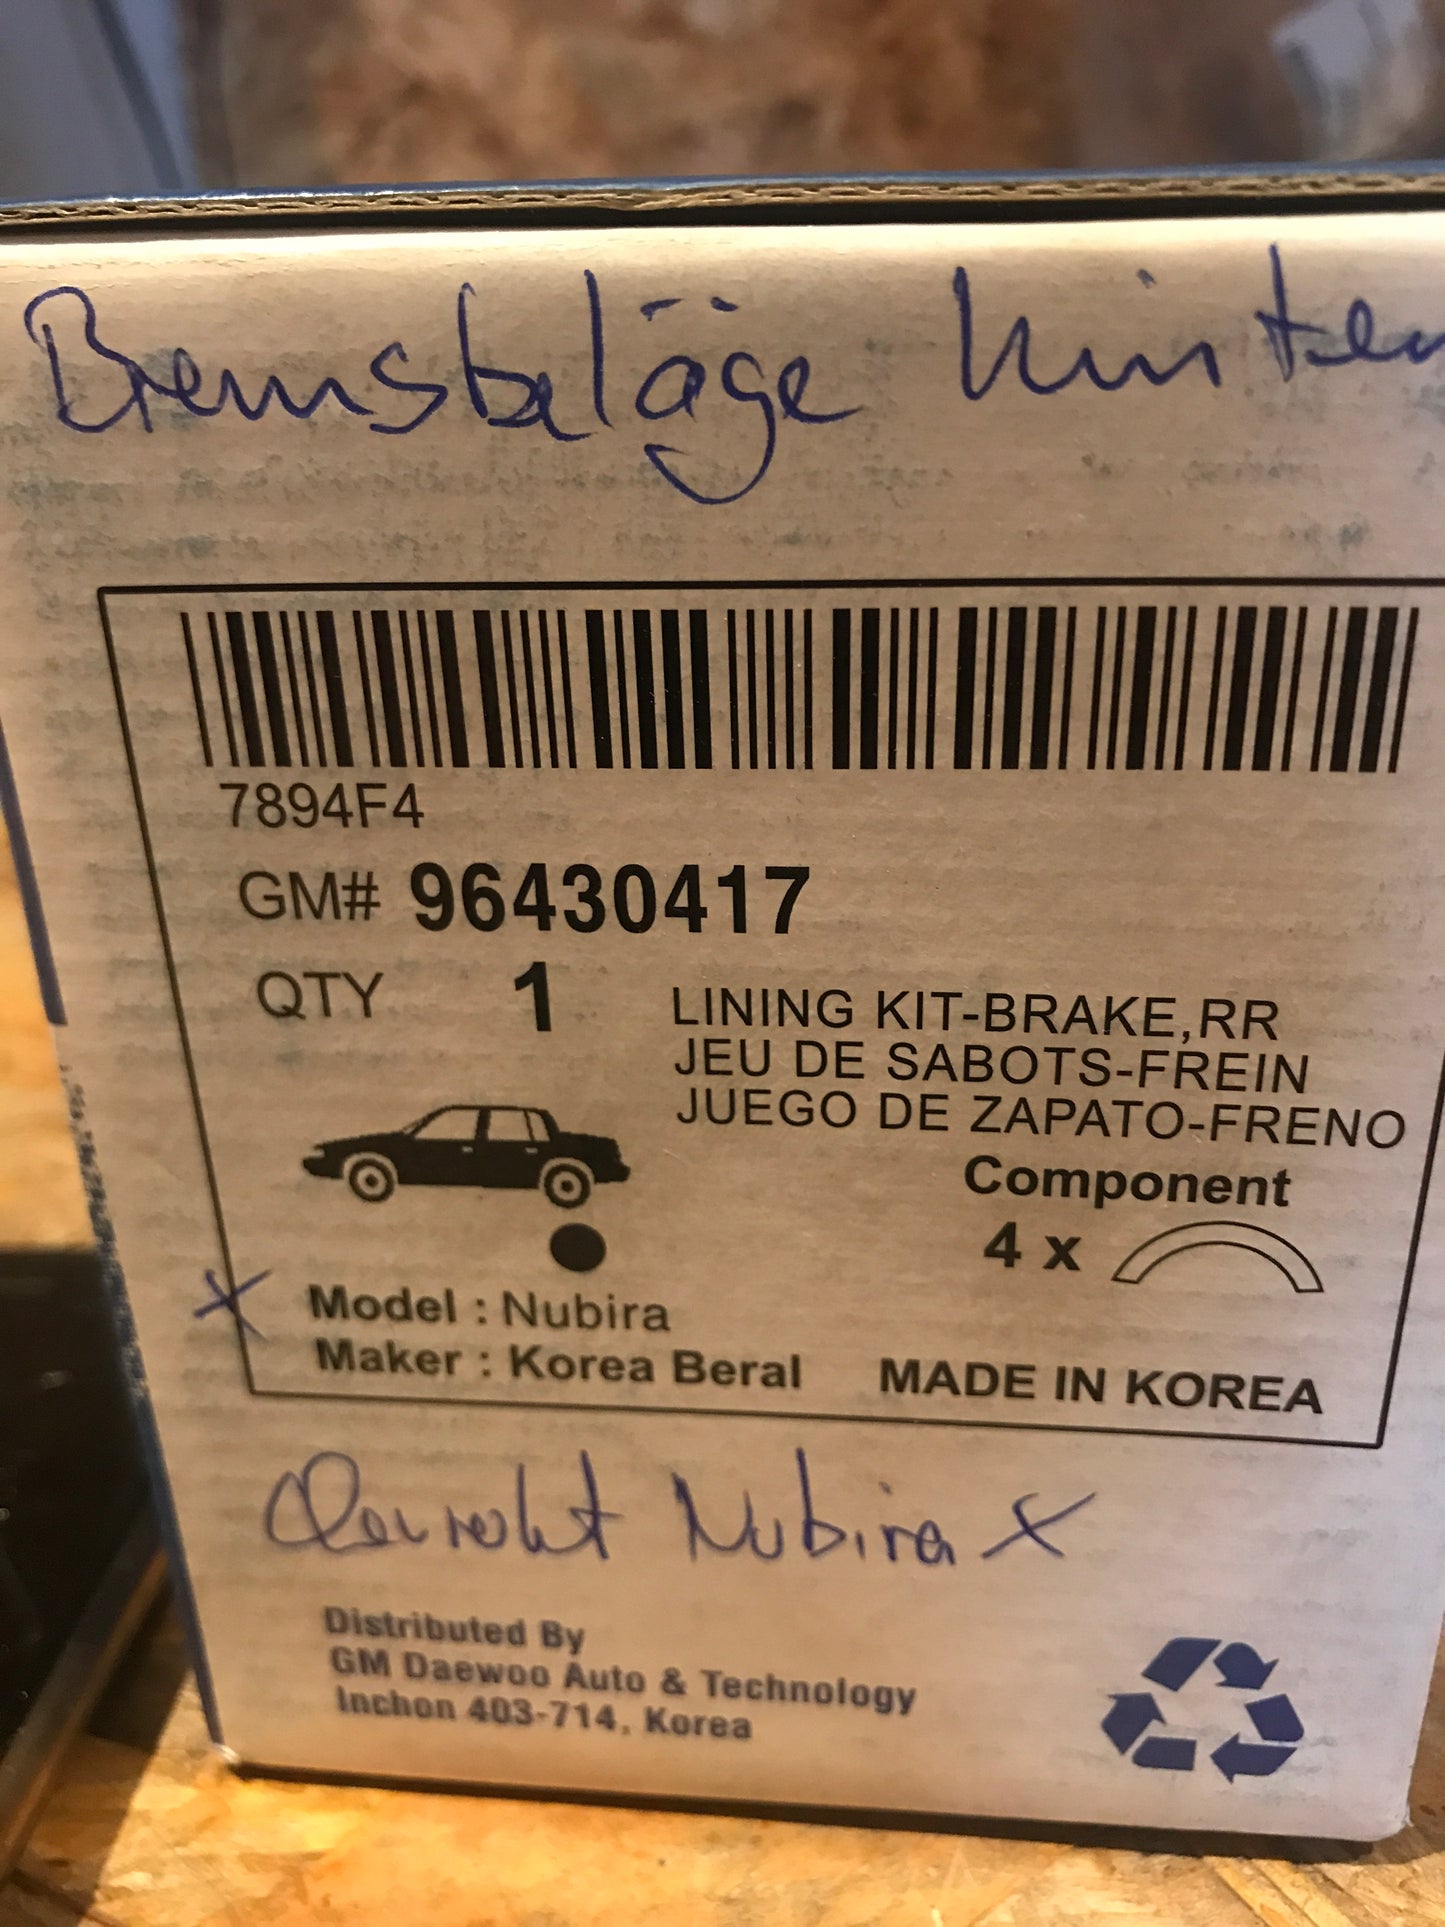 Bremsbeläge hinten
7894F4
GM# 96430417
QTY 1
LINING KIT-BRAKE,RR
JEU DE SABOTS-FREIN
JUEGO DE ZAPATO-FRENO
Component
4 x
x Model : Nubira
Maker : Korea Beral MADE IN KOREA
Chevrolet Nubira x
Distributed By
GM Daewoo Auto & Technology
Inchon 403-714, Korea